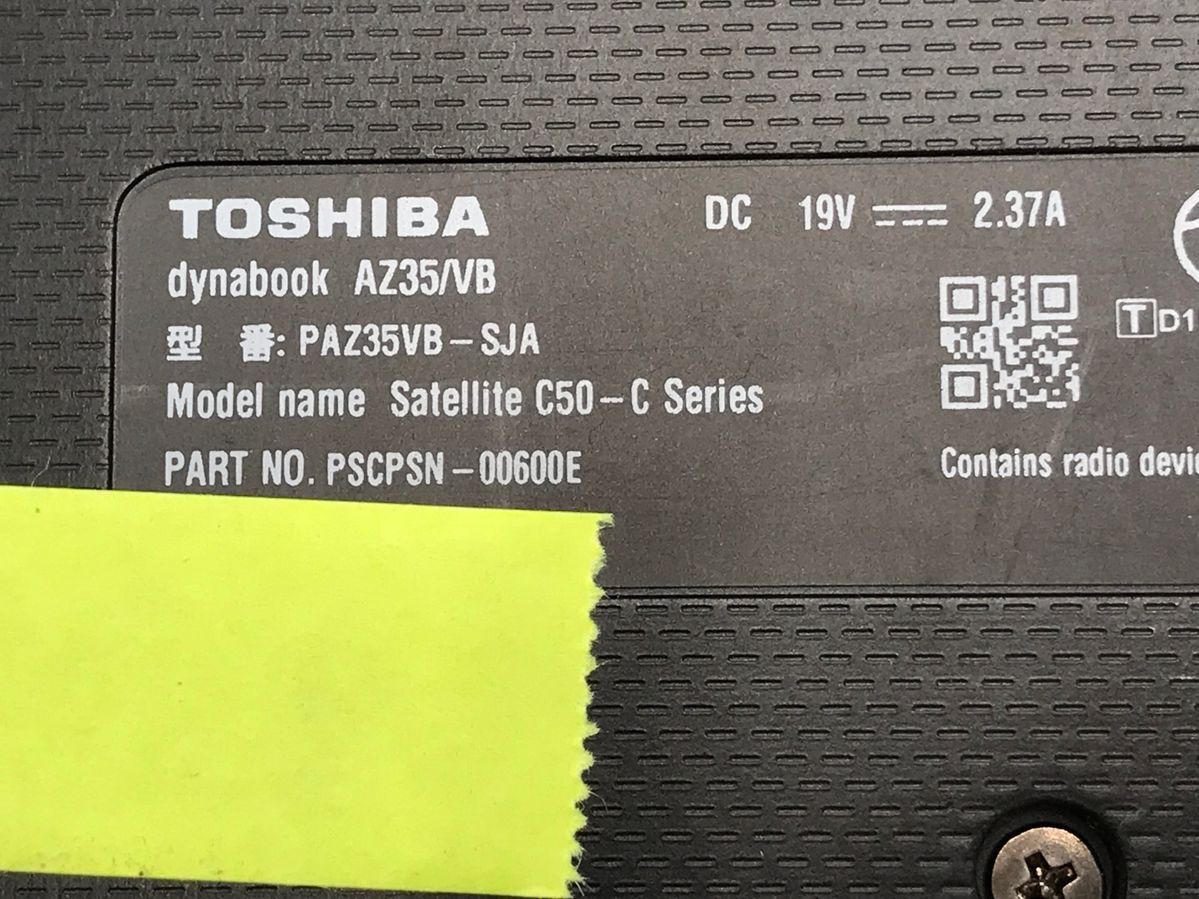 TOSHIBA
DC 19V 2.37A
dynabook AZ35/VB
型 番: PAZ35VB-SJA
Model name Satellite C50-C Series
PART NO. PSCPSN-00600E
T D1
Contains radio